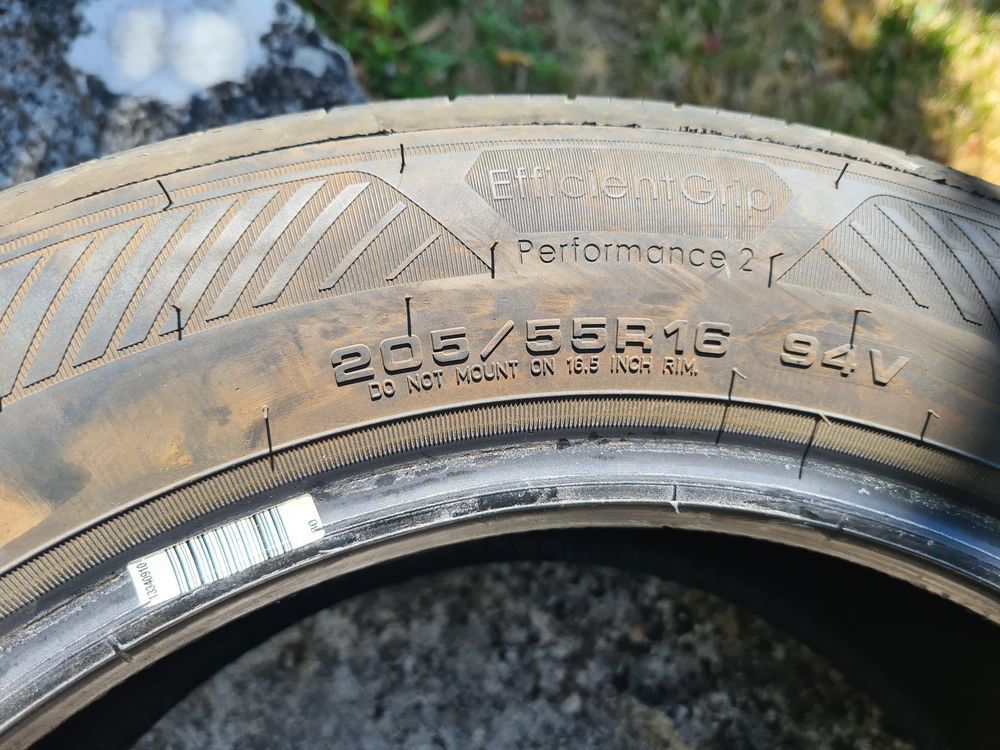 EfficientGrip
Performance 2
205/55R16 94V
DO NOT MOUNT ON 16.5 INCH RIM.